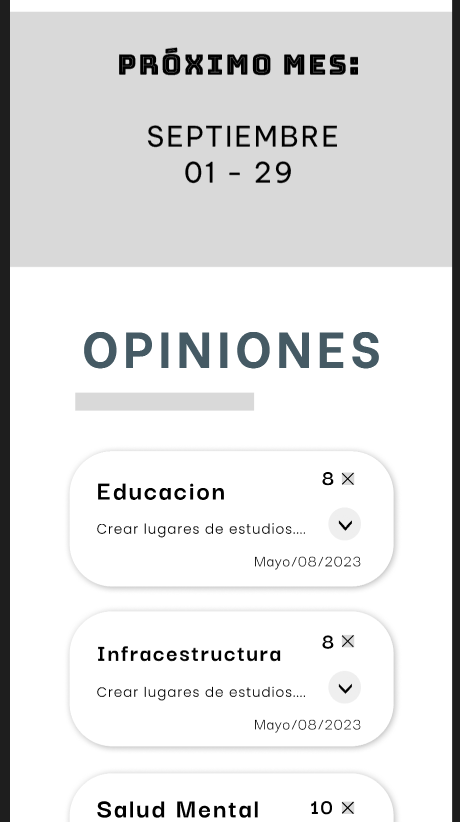 PRÓXIMO MES:
SEPTIEMBRE
01 - 29
OPINIONES
Educacion
8
Crear lugares de estudios....
Mayo/08/2023
Infracestructura
8
Crear lugares de estudios....
Mayo/08/2023
Salud Mental
10